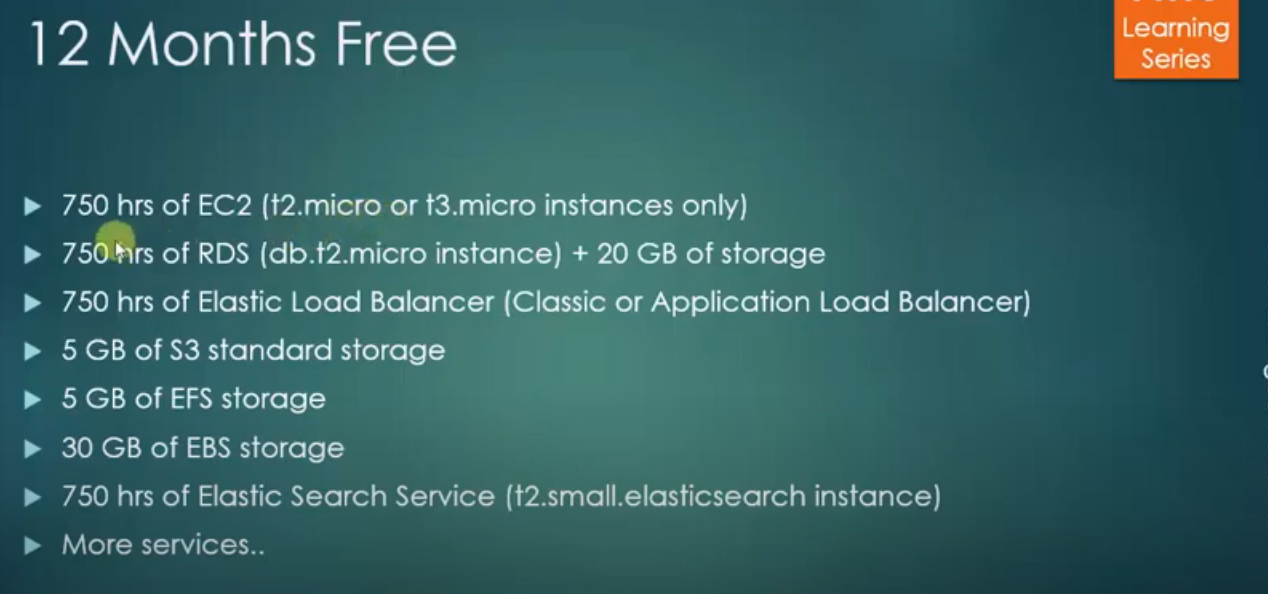 12 Months Free
Learning
Series
750 hrs of EC2 (t2.micro or t3.micro instances only)
750 hrs of RDS (db.t2.micro instance) + 20 GB of storage
750 hrs of Elastic Load Balancer (Classic or Application Load Balancer)
5 GB of S3 standard storage
5 GB of EFS storage
30 GB of EBS storage
750 hrs of Elastic Search Service (t2.small.elasticsearch instance)
More services..